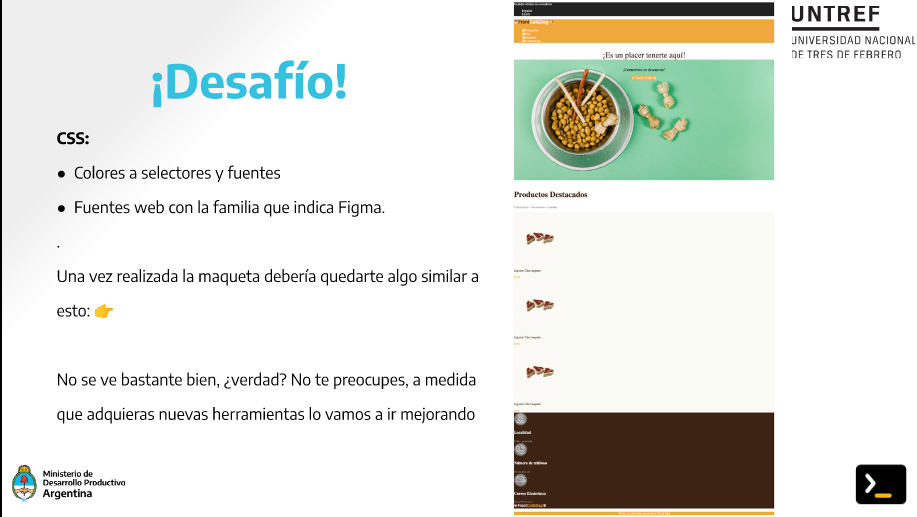 UNTREF
UNIVERSIDAD NACIONAL
DE TRES DE FEBRERO
¡Desafío!
CSS:
● Colores a selectores y fuentes
● Fuentes web con la familia que indica Figma.
.
Una vez realizada la maqueta debería quedarte algo similar a
esto: 👉
No se ve bastante bien, ¿verdad? No te preocupes, a medida
que adquieras nuevas herramientas lo vamos a ir mejorando
¡Es un placer tenerte aquí!
Productos Destacados
Localidad
Número de teléfono
Correo Electrónico
Ministerio de
Desarrollo Productivo
Argentina